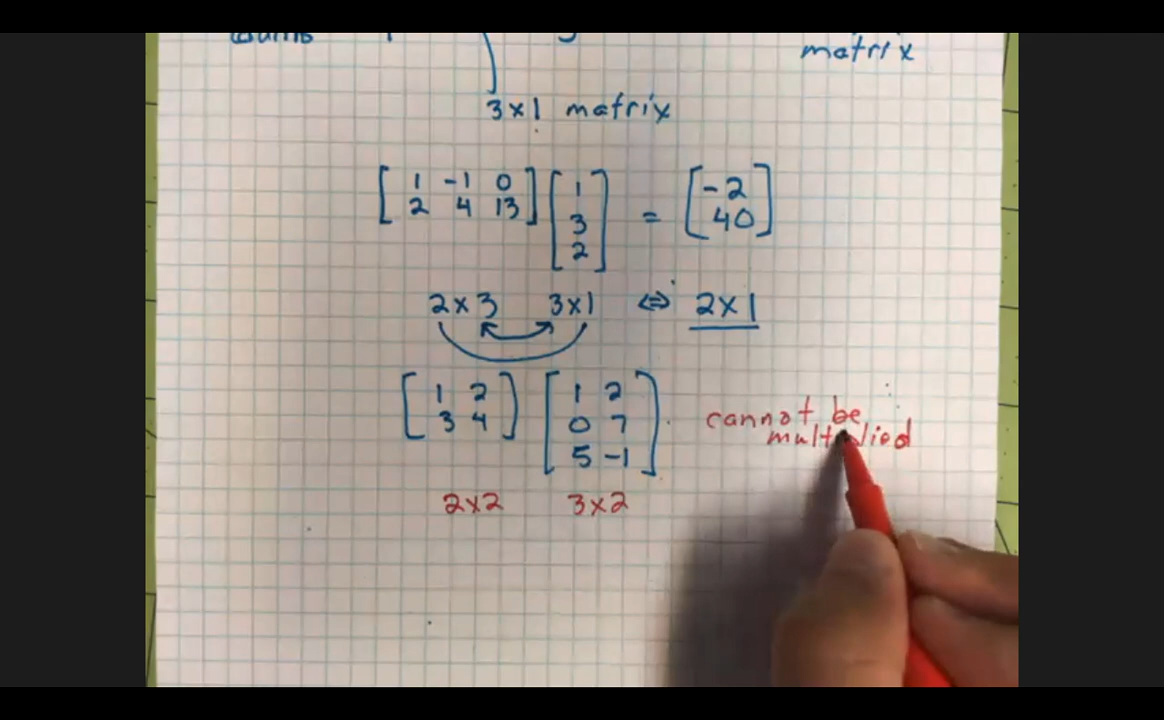 matrix
3x1 matrix
[ 1 -1 0 ] [ 1 ] [ -2 ]
[ 2 4 13 ] [ 3 ] = [ 40 ]
[ 2 ]
2x3 3x1 ⇔ 2x1
[ 1 2 ] [ 1 2 ]
[ 3 4 ] [ 0 7 ] cannot be
[ 5 -1 ] multiplied
2x2 3x2